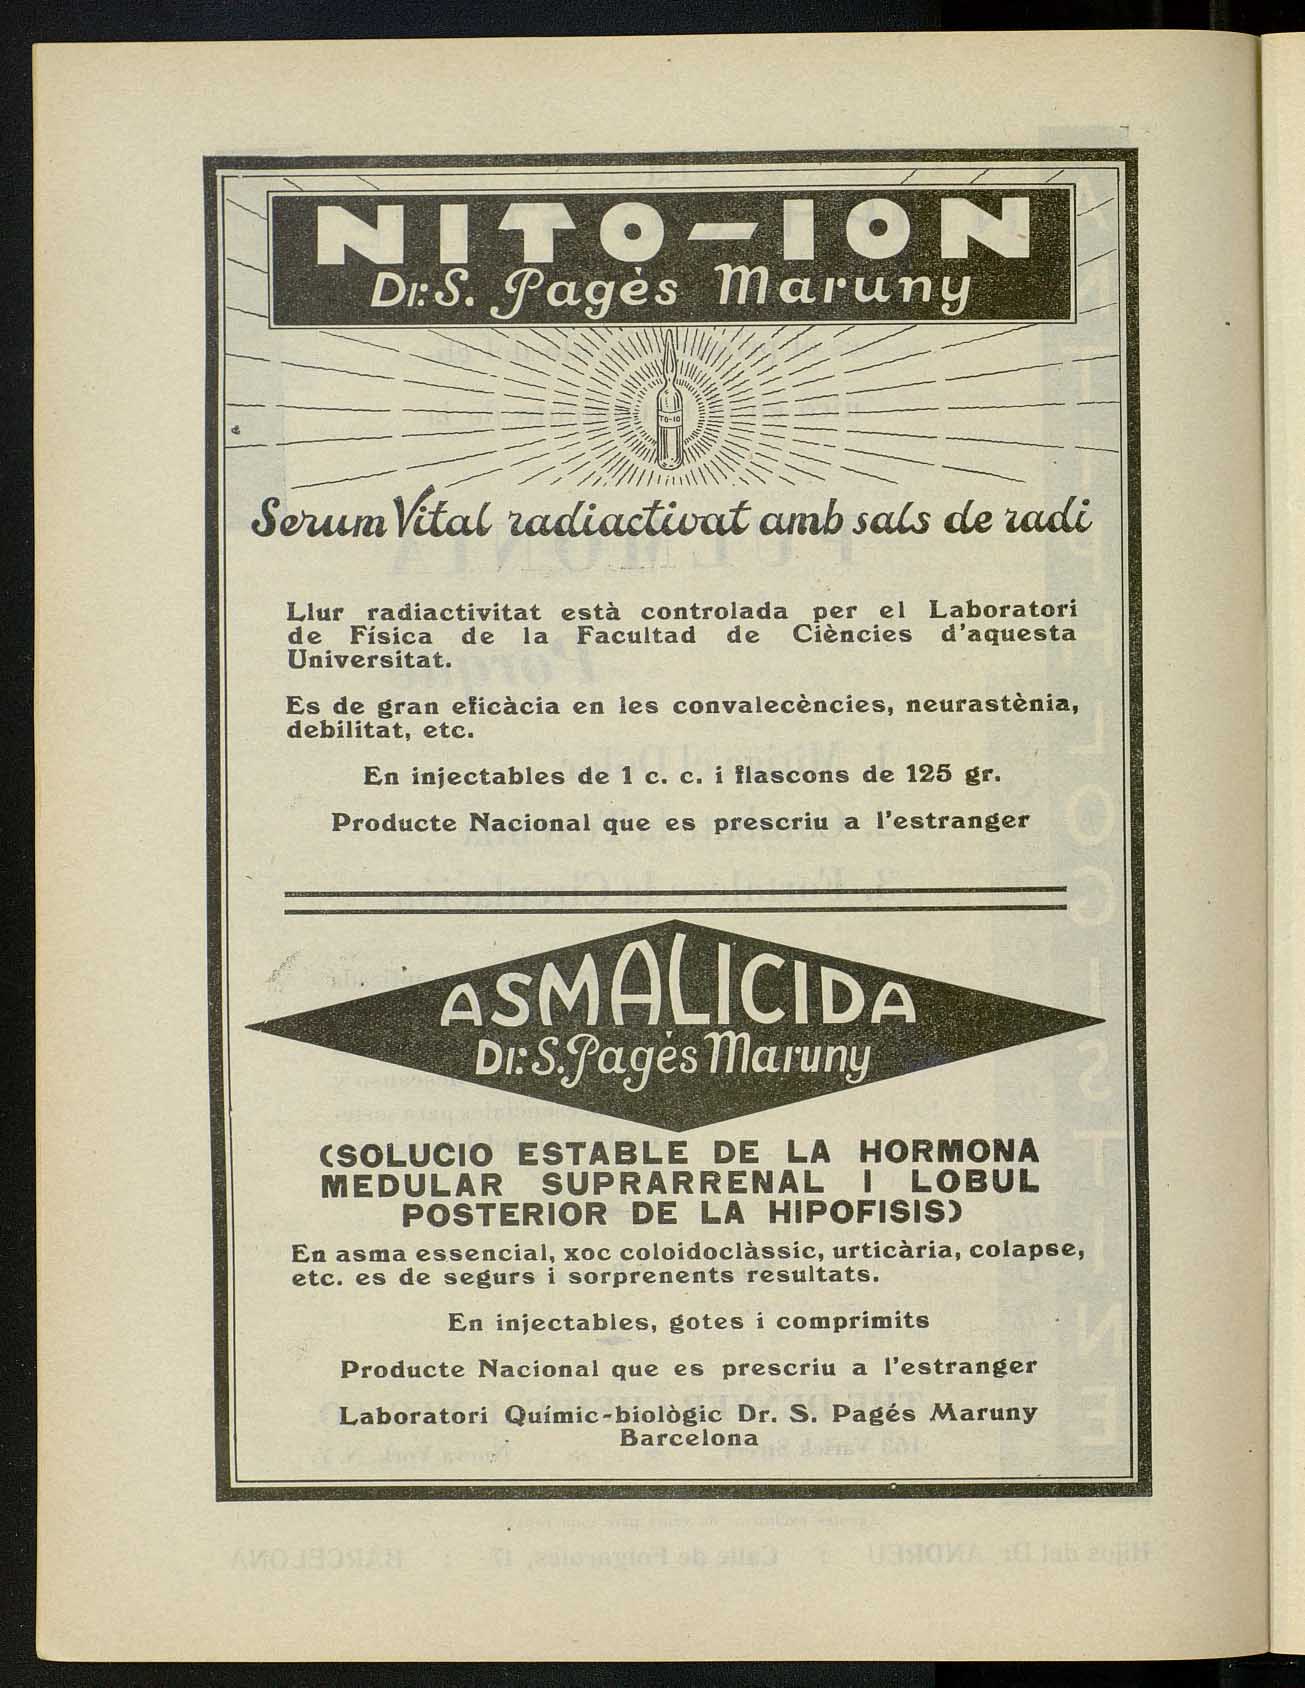 NITO-ION
Dr. S. Pagès Maruny
TO-IO
Serum Vital radiactivat amb sals de radi
Llur radiactivitat està controlada per el Laboratori
de Física de la Facultad de Ciències d'aquesta
Universitat.
Es de gran eficàcia en les convalecències, neurastènia,
debilitat, etc.
En injectables de 1 c. c. i flascons de 125 gr.
Producte Nacional que es prescriu a l'estranger
ASMALICIDA
Dr. S. Pagès Maruny
(SOLUCIO ESTABLE DE LA HORMONA
MEDULAR SUPRARRENAL I LOBUL
POSTERIOR DE LA HIPOFISIS)
En asma essencial, xoc coloidoclàssic, urticària, colapse,
etc. es de segurs i sorprenents resultats.
En injectables, gotes i comprimits
Producte Nacional que es prescriu a l'estranger
Laboratori Químic-biològic Dr. S. Pagés Maruny
Barcelona